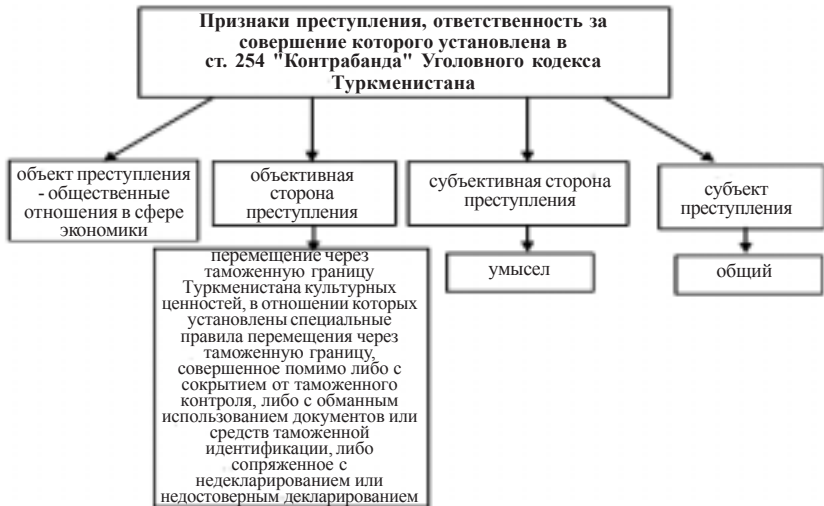 Признаки преступления, ответственность за
совершение которого установлена в
ст. 254 "Контрабанда" Уголовного кодекса
Туркменистана
объект преступления
- общественные
отношения в сфере
экономики
объективная
сторона
преступления
субъективная сторона
преступления
субъект
преступления
перемещение через
таможенную границу
Туркменистана культурных
ценностей, в отношении которых
установлены специальные
правила перемещения через
таможенную границу,
совершенное помимо либо с
сокрытием от таможенного
контроля, либо с обманным
использованием документов или
средств таможенной
идентификации, либо
сопряженное с
недекларированием или
недостоверным декларированием
умысел
общий